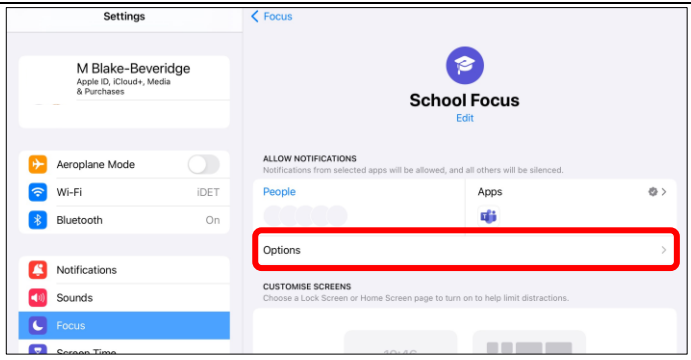 Settings
M Blake-Beveridge
Apple ID, iCloud+, Media
& Purchases
Aeroplane Mode
Wi-Fi
iDET
Bluetooth
On
Notifications
Sounds
Focus
Screen Time
Focus
School Focus
Edit
ALLOW NOTIFICATIONS
Notifications from selected apps will be allowed, and all others will be silenced.
People
Apps
Options
CUSTOMISE SCREENS
Choose a Lock Screen or Home Screen page to turn on to help limit distractions.